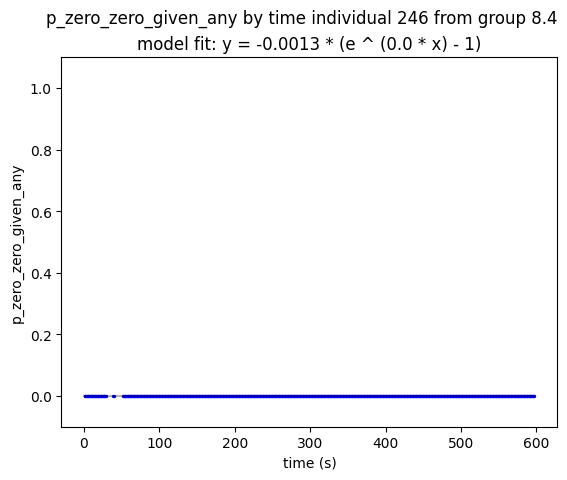 p_zero_zero_given_any by time individual 246 from group 8.4
model fit: y = -0.0013 * (e ^ (0.0 * x) - 1)
1.0
0.8
0.6
0.4
0.2
0.0
p_zero_zero_given_any
0 100 200 300 400 500 600
time (s)